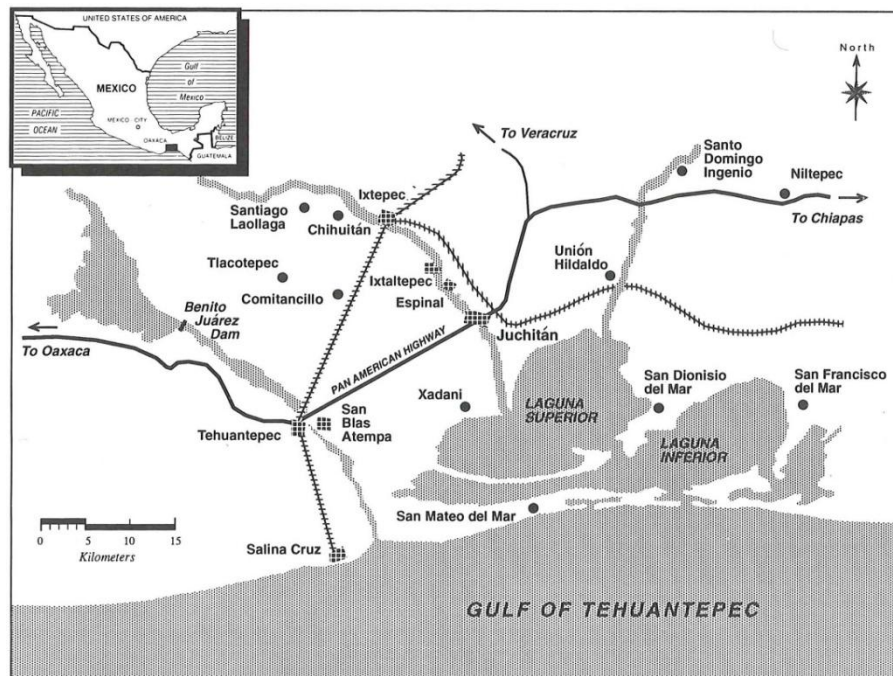 UNITED STATES OF AMERICA
MEXICO
Gulf
of
Mexico
MEXICO CITY
PACIFIC
OCEAN
OAXACA
BELIZE
GUATEMALA
North
To Veracruz
Santo
Domingo
Ingenio
Niltepec
To Chiapas
Ixtepec
Santiago
Laollaga
Chihuitán
Unión
Hildaldo
Tlacotepec
Ixtaltepec
Comitancillo
Espinal
Benito
Juárez
Dam
Juchitán
To Oaxaca
PAN AMERICAN HIGHWAY
Xadani
LAGUNA
SUPERIOR
San Dionisio
del Mar
San Francisco
del Mar
San
Blas
Atempa
Tehuantepec
LAGUNA
INFERIOR
San Mateo del Mar
0 5 15
Kilometers
Salina Cruz
GULF OF TEHUANTEPEC